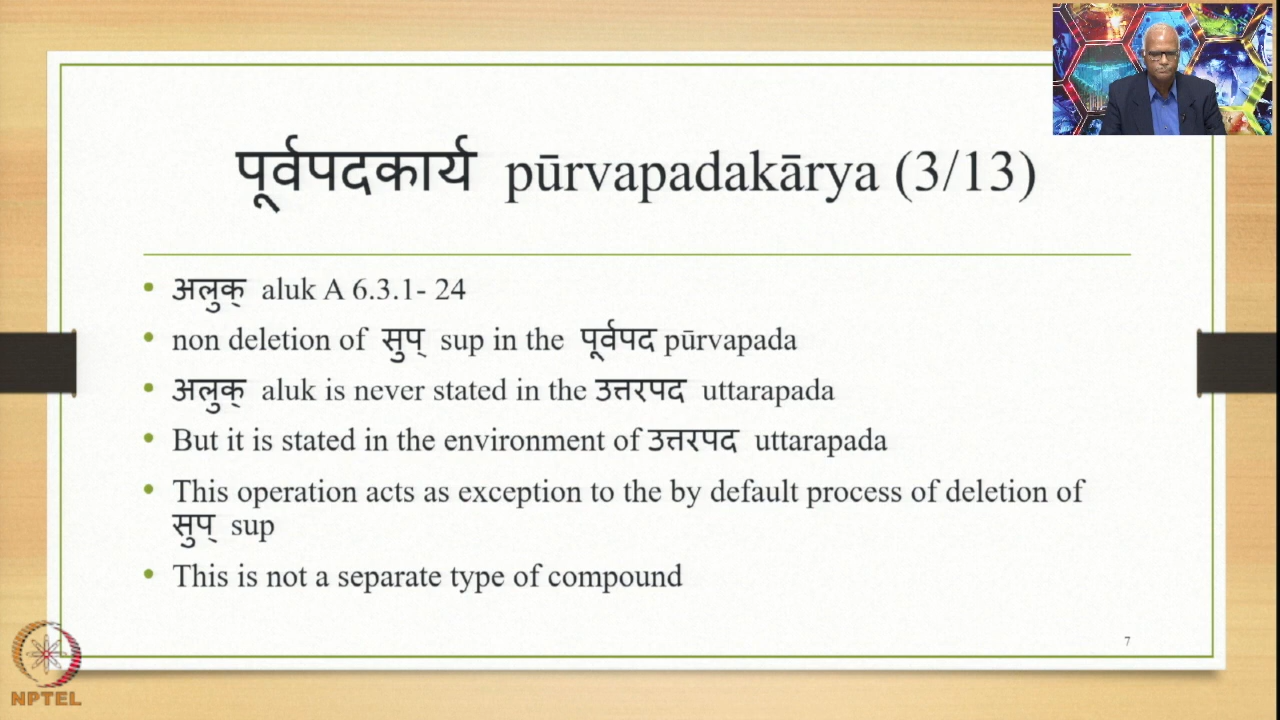 पूर्वपदकार्य pūrvapadakārya (3/13)
अलुक् aluk A 6.3.1- 24
non deletion of सुप् sup in the पूर्वपद pūrvapada
अलुक् aluk is never stated in the उत्तरपद uttarapada
But it is stated in the environment of उत्तरपद uttarapada
This operation acts as exception to the by default process of deletion of
सुप् sup
This is not a separate type of compound
7
NPTEL